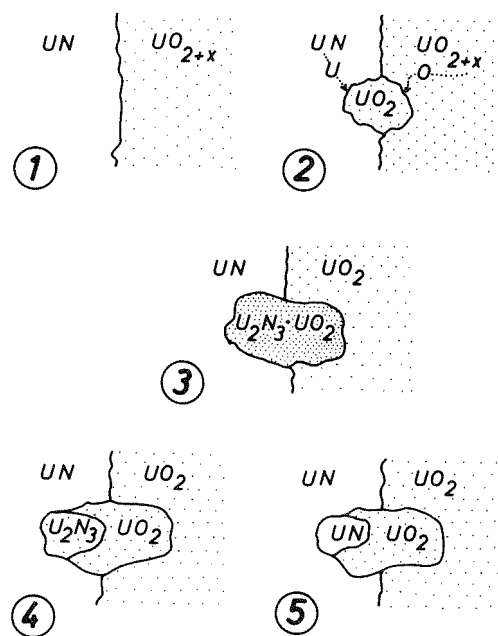 UN UO₂₊ₓ
1
UN UO₂₊ₓ
U O
UO₂
2
UN UO₂
U₂N₃·UO₂
3
UN UO₂
U₂N₃ UO₂
4
UN UO₂
UN UO₂
5